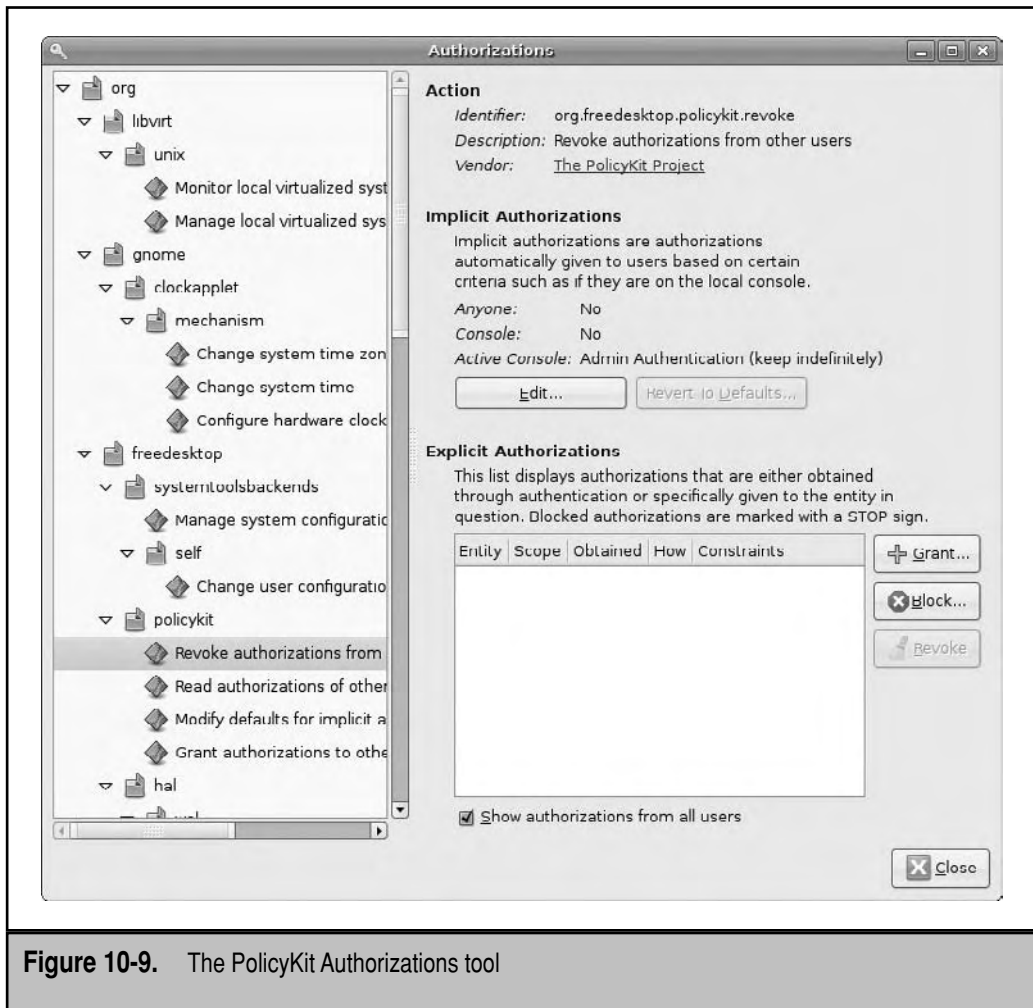 Authorizations
org
libvirt
unix
Monitor local virtualized syst
Manage local virtualized sys
gnome
clockapplet
mechanism
Change system time zon
Change system time
Configure hardware clock
freedesktop
systemtoolsbackends
Manage system configuratic
self
Change user configuratio
policykit
Revoke authorizations from
Read authorizations of other
Modify defaults for implicit a
Grant authorizations to othe
hal
Action
Identifier: org.freedesktop.policykit.revoke
Description: Revoke authorizations from other users
Vendor: The PolicyKit Project
Implicit Authorizations
Implicit authorizations are authorizations
automatically given to users based on certain
criteria such as if they are on the local console.
Anyone: No
Console: No
Active Console: Admin Authentication (keep indefinitely)
Edit... Revert To Defaults...
Explicit Authorizations
This list displays authorizations that are either obtained
through authentication or specifically given to the entity in
question. Blocked authorizations are marked with a STOP sign.
Entity Scope Obtained How Constraints
Grant...
Block...
Revoke
Show authorizations from all users
Close
Figure 10-9. The PolicyKit Authorizations tool